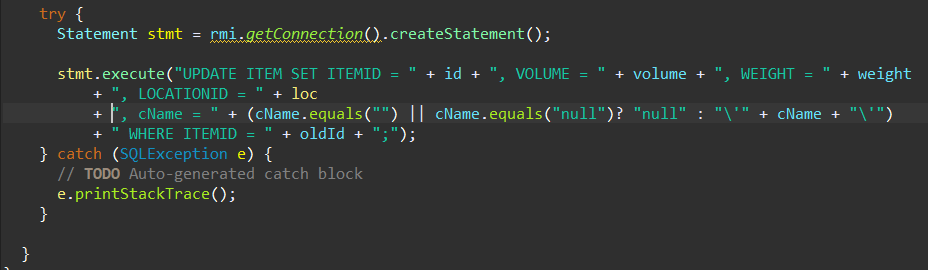 try {
Statement stmt = rmi.getConnection().createStatement();
stmt.execute("UPDATE ITEM SET ITEMID = " + id + ", VOLUME = " + volume + ", WEIGHT = " + weight
+ ", LOCATIONID = " + loc
+ ", cName = " + (cName.equals("") || cName.equals("null")? "null" : "\'" + cName + "\'")
+ " WHERE ITEMID = " + oldId + ";");
} catch (SQLException e) {
// TODO Auto-generated catch block
e.printStackTrace();
}
}